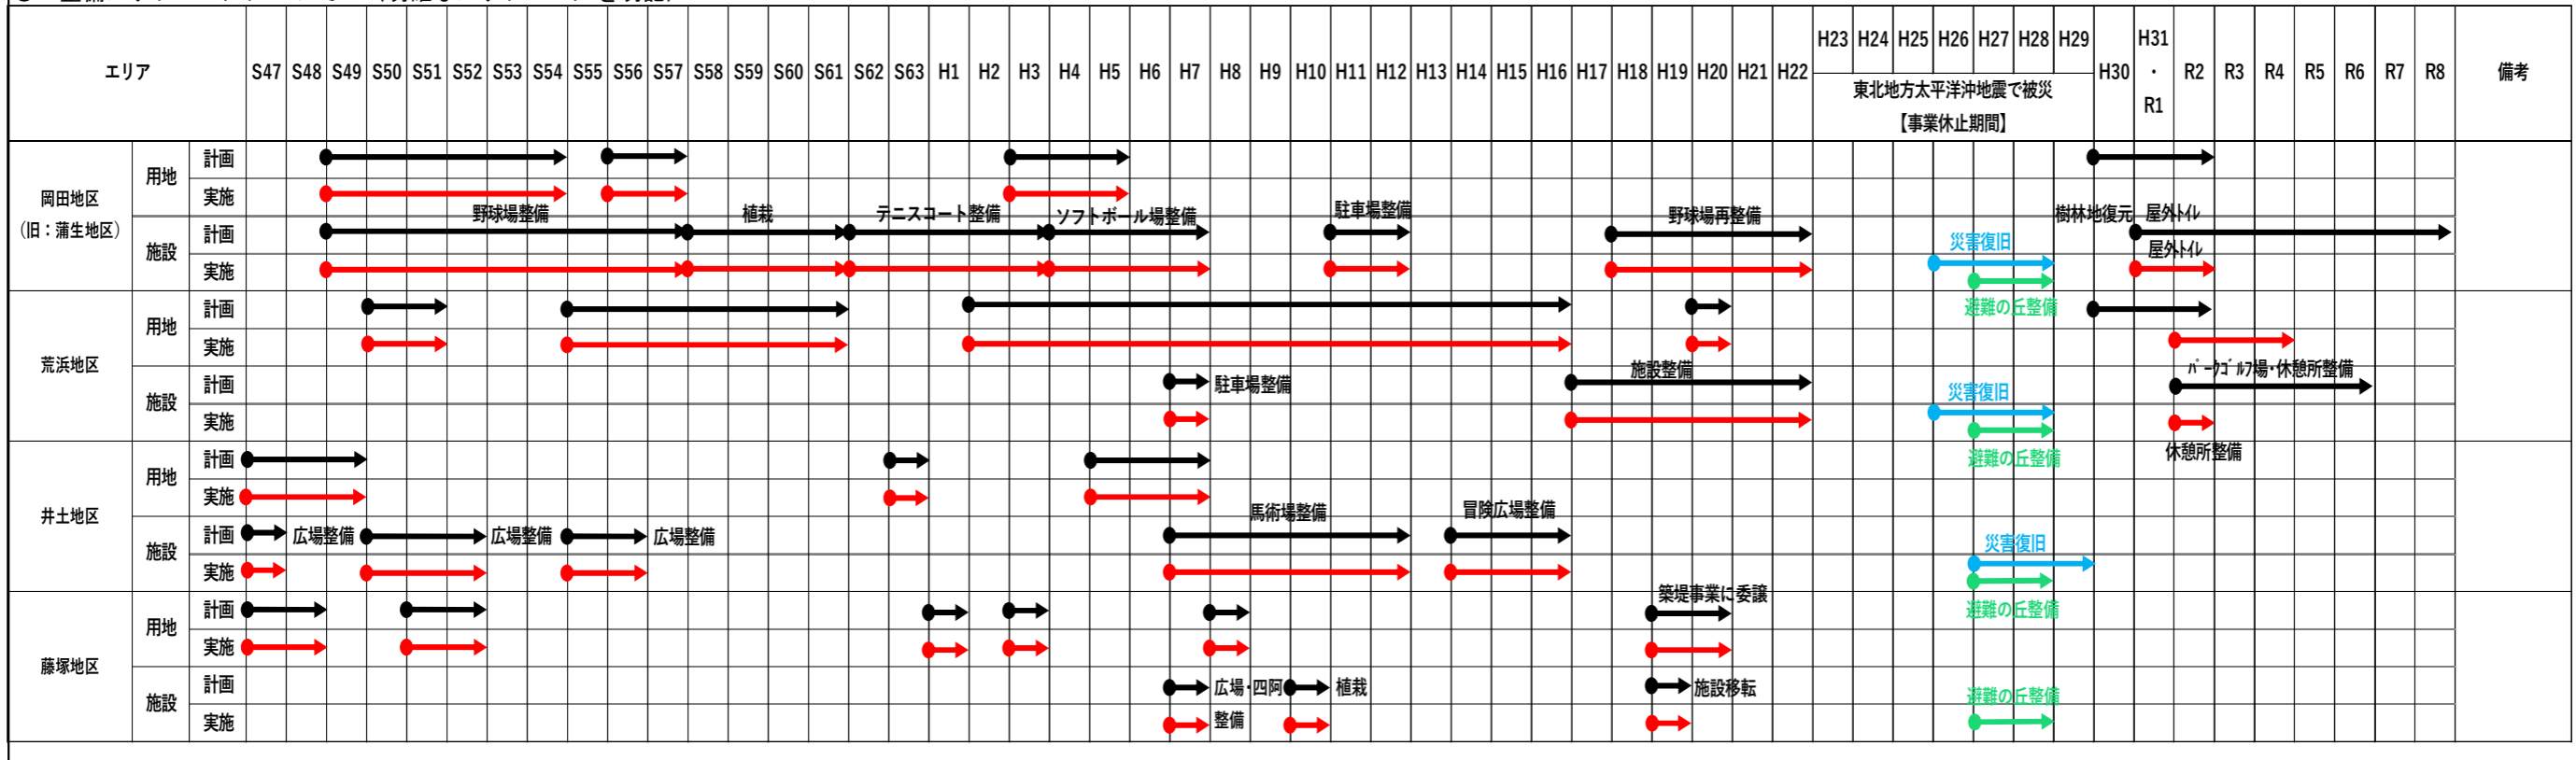 エリア S47 S48 S49 S50 S51 S52 S53 S54 S55 S56 S57 S58 S59 S60 S61 S62 S63 H1 H2 H3 H4 H5 H6 H7 H8 H9 H10 H11 H12 H13 H14 H15 H16 H17 H18 H19 H20 H21 H22 H23 H24 H25 H26 H27 H28 H29 H30 H31・R1 R2 R3 R4 R5 R6 R7 R8 備考
東北地方太平洋沖地震で被災
【事業休止期間】
岡田地区
（旧：蒲生地区）
用地
計画
実施
施設
野球場整備 植栽 テニスコート整備 ソフトボール場整備 駐車場整備 野球場再整備 樹林地復元 屋外ﾄｲﾚ
計画
災害復旧 屋外ﾄｲﾚ
実施
避難の丘整備
荒浜地区
用地
計画
実施
施設
施設整備 ﾊﾟｰｸｺﾞﾙﾌ場･休憩所整備
計画
駐車場整備
災害復旧
実施
避難の丘整備
休憩所整備
井土地区
用地
計画
実施
施設
馬術場整備 冒険広場整備
計画
広場整備 広場整備 広場整備
災害復旧
実施
避難の丘整備
藤塚地区
用地
築堤事業に委譲
計画
実施
施設
計画
広場･四阿 植栽 施設移転
避難の丘整備
実施
整備